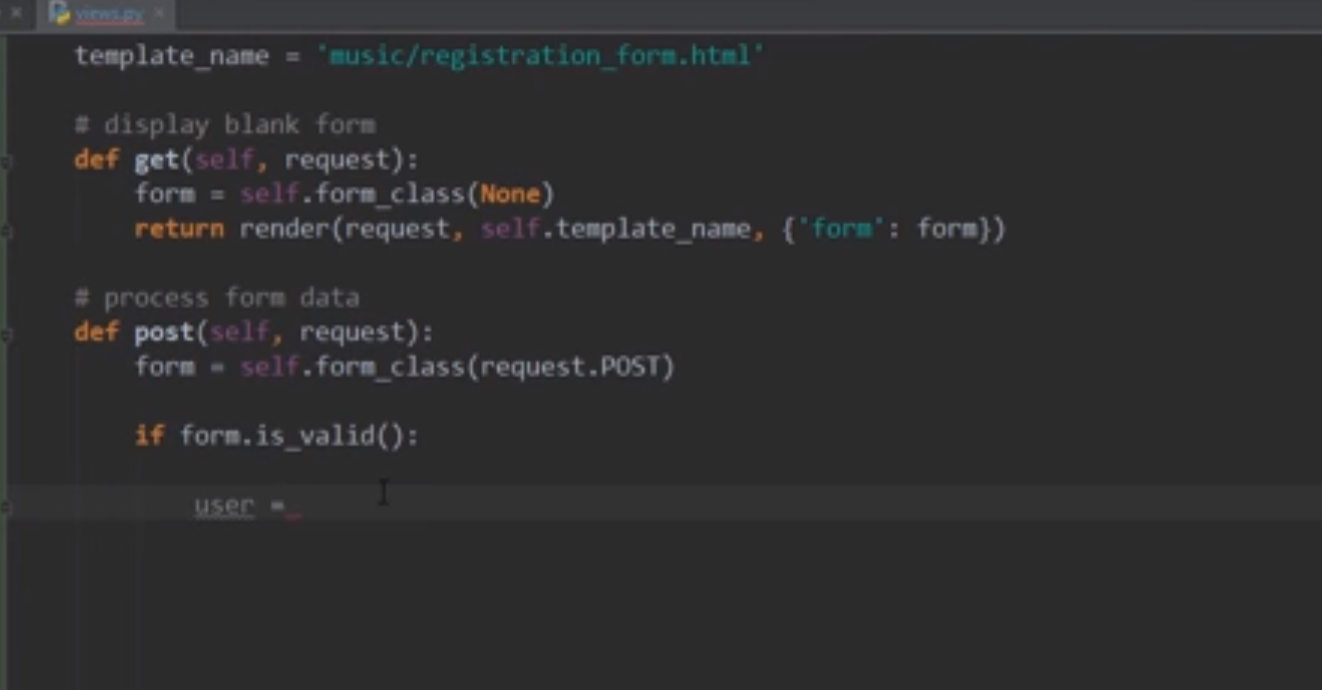 views.py
template_name = 'music/registration_form.html'
# display blank form
def get(self, request):
form = self.form_class(None)
return render(request, self.template_name, {'form': form})
# process form data
def post(self, request):
form = self.form_class(request.POST)
if form.is_valid():
user =